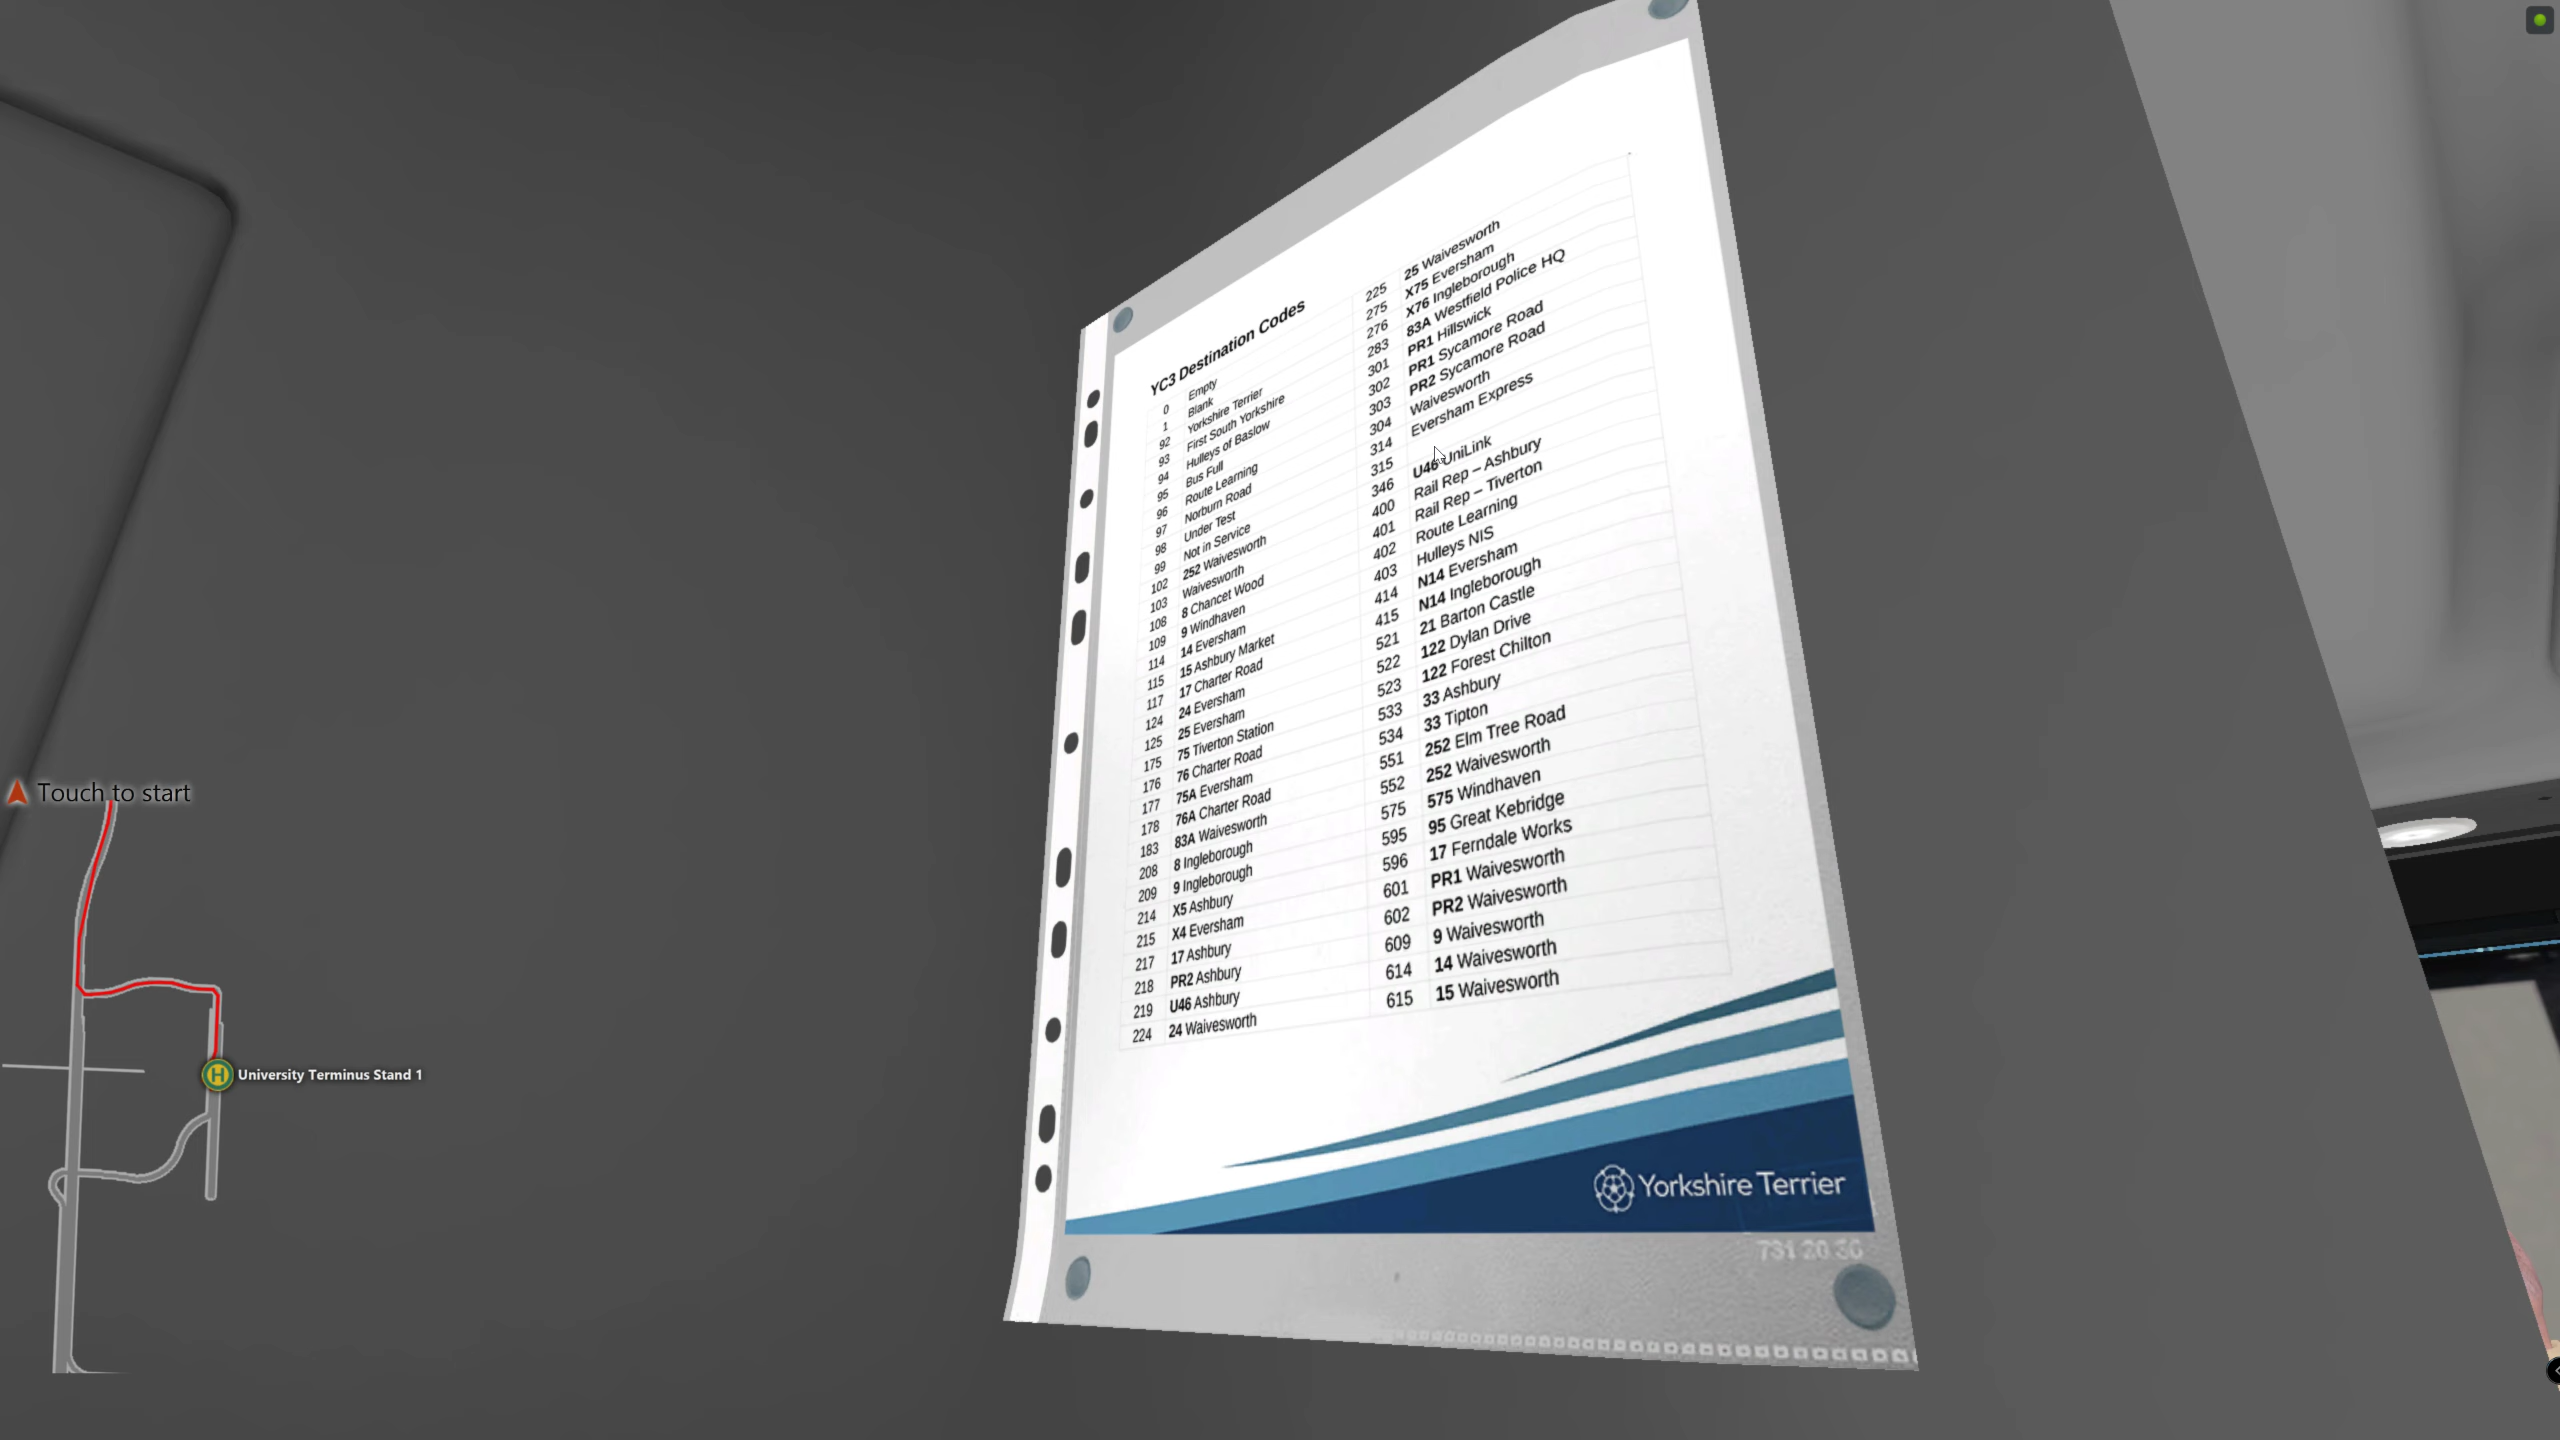 YC3 Destination Codes
0 Empty
1 Blank
92 Yorkshire Terrier
93 First South Yorkshire
94 Hulleys of Baslow
95 Bus Full
96 Route Learning
97 Norburn Road
98 Under Test
99 Not in Service
102 252 Waivesworth
103 Waivesworth
108 8 Chancet Wood
109 9 Windhaven
114 14 Eversham
115 15 Ashbury Market
117 17 Charter Road
124 24 Eversham
125 25 Eversham
175 75 Tiverton Station
176 76 Charter Road
177 75A Eversham
178 76A Charter Road
183 83A Waivesworth
208 8 Ingleborough
209 9 Ingleborough
214 X5 Ashbury
215 X4 Eversham
217 17 Ashbury
218 PR2 Ashbury
219 U46 Ashbury
224 24 Waivesworth
225 25 Waivesworth
275 X75 Eversham
276 X76 Ingleborough
283 83A Westfield Police HQ
301 PR1 Hillswick
302 PR1 Sycamore Road
303 PR2 Sycamore Road
304 Waivesworth
314 Eversham Express
315
346 U46 UniLink
400 Rail Rep – Ashbury
401 Rail Rep – Tiverton
402 Route Learning
403 Hulleys NIS
414 N14 Eversham
415 N14 Ingleborough
521 21 Barton Castle
522 122 Dylan Drive
523 122 Forest Chilton
533 33 Ashbury
534 33 Tipton
551 252 Elm Tree Road
552 252 Waivesworth
575 575 Windhaven
595 95 Great Kebridge
596 17 Ferndale Works
601 PR1 Waivesworth
602 PR2 Waivesworth
609 9 Waivesworth
614 14 Waivesworth
615 15 Waivesworth
Yorkshire Terrier
731 20 30
Touch to start
H University Terminus Stand 1